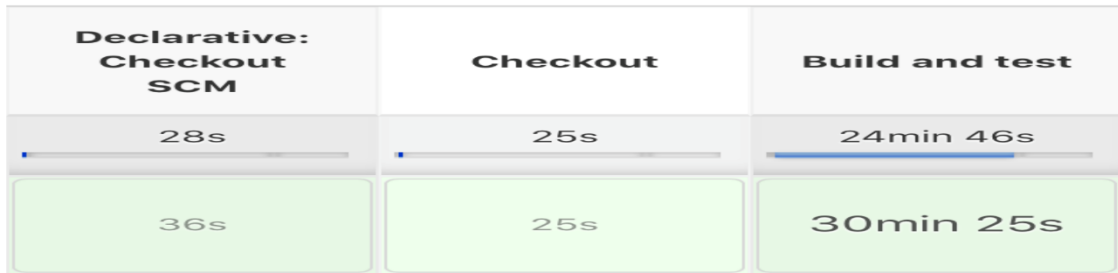 Declarative:
Checkout
SCM
Checkout
Build and test
28s
25s
24min 46s
36s
25s
30min 25s